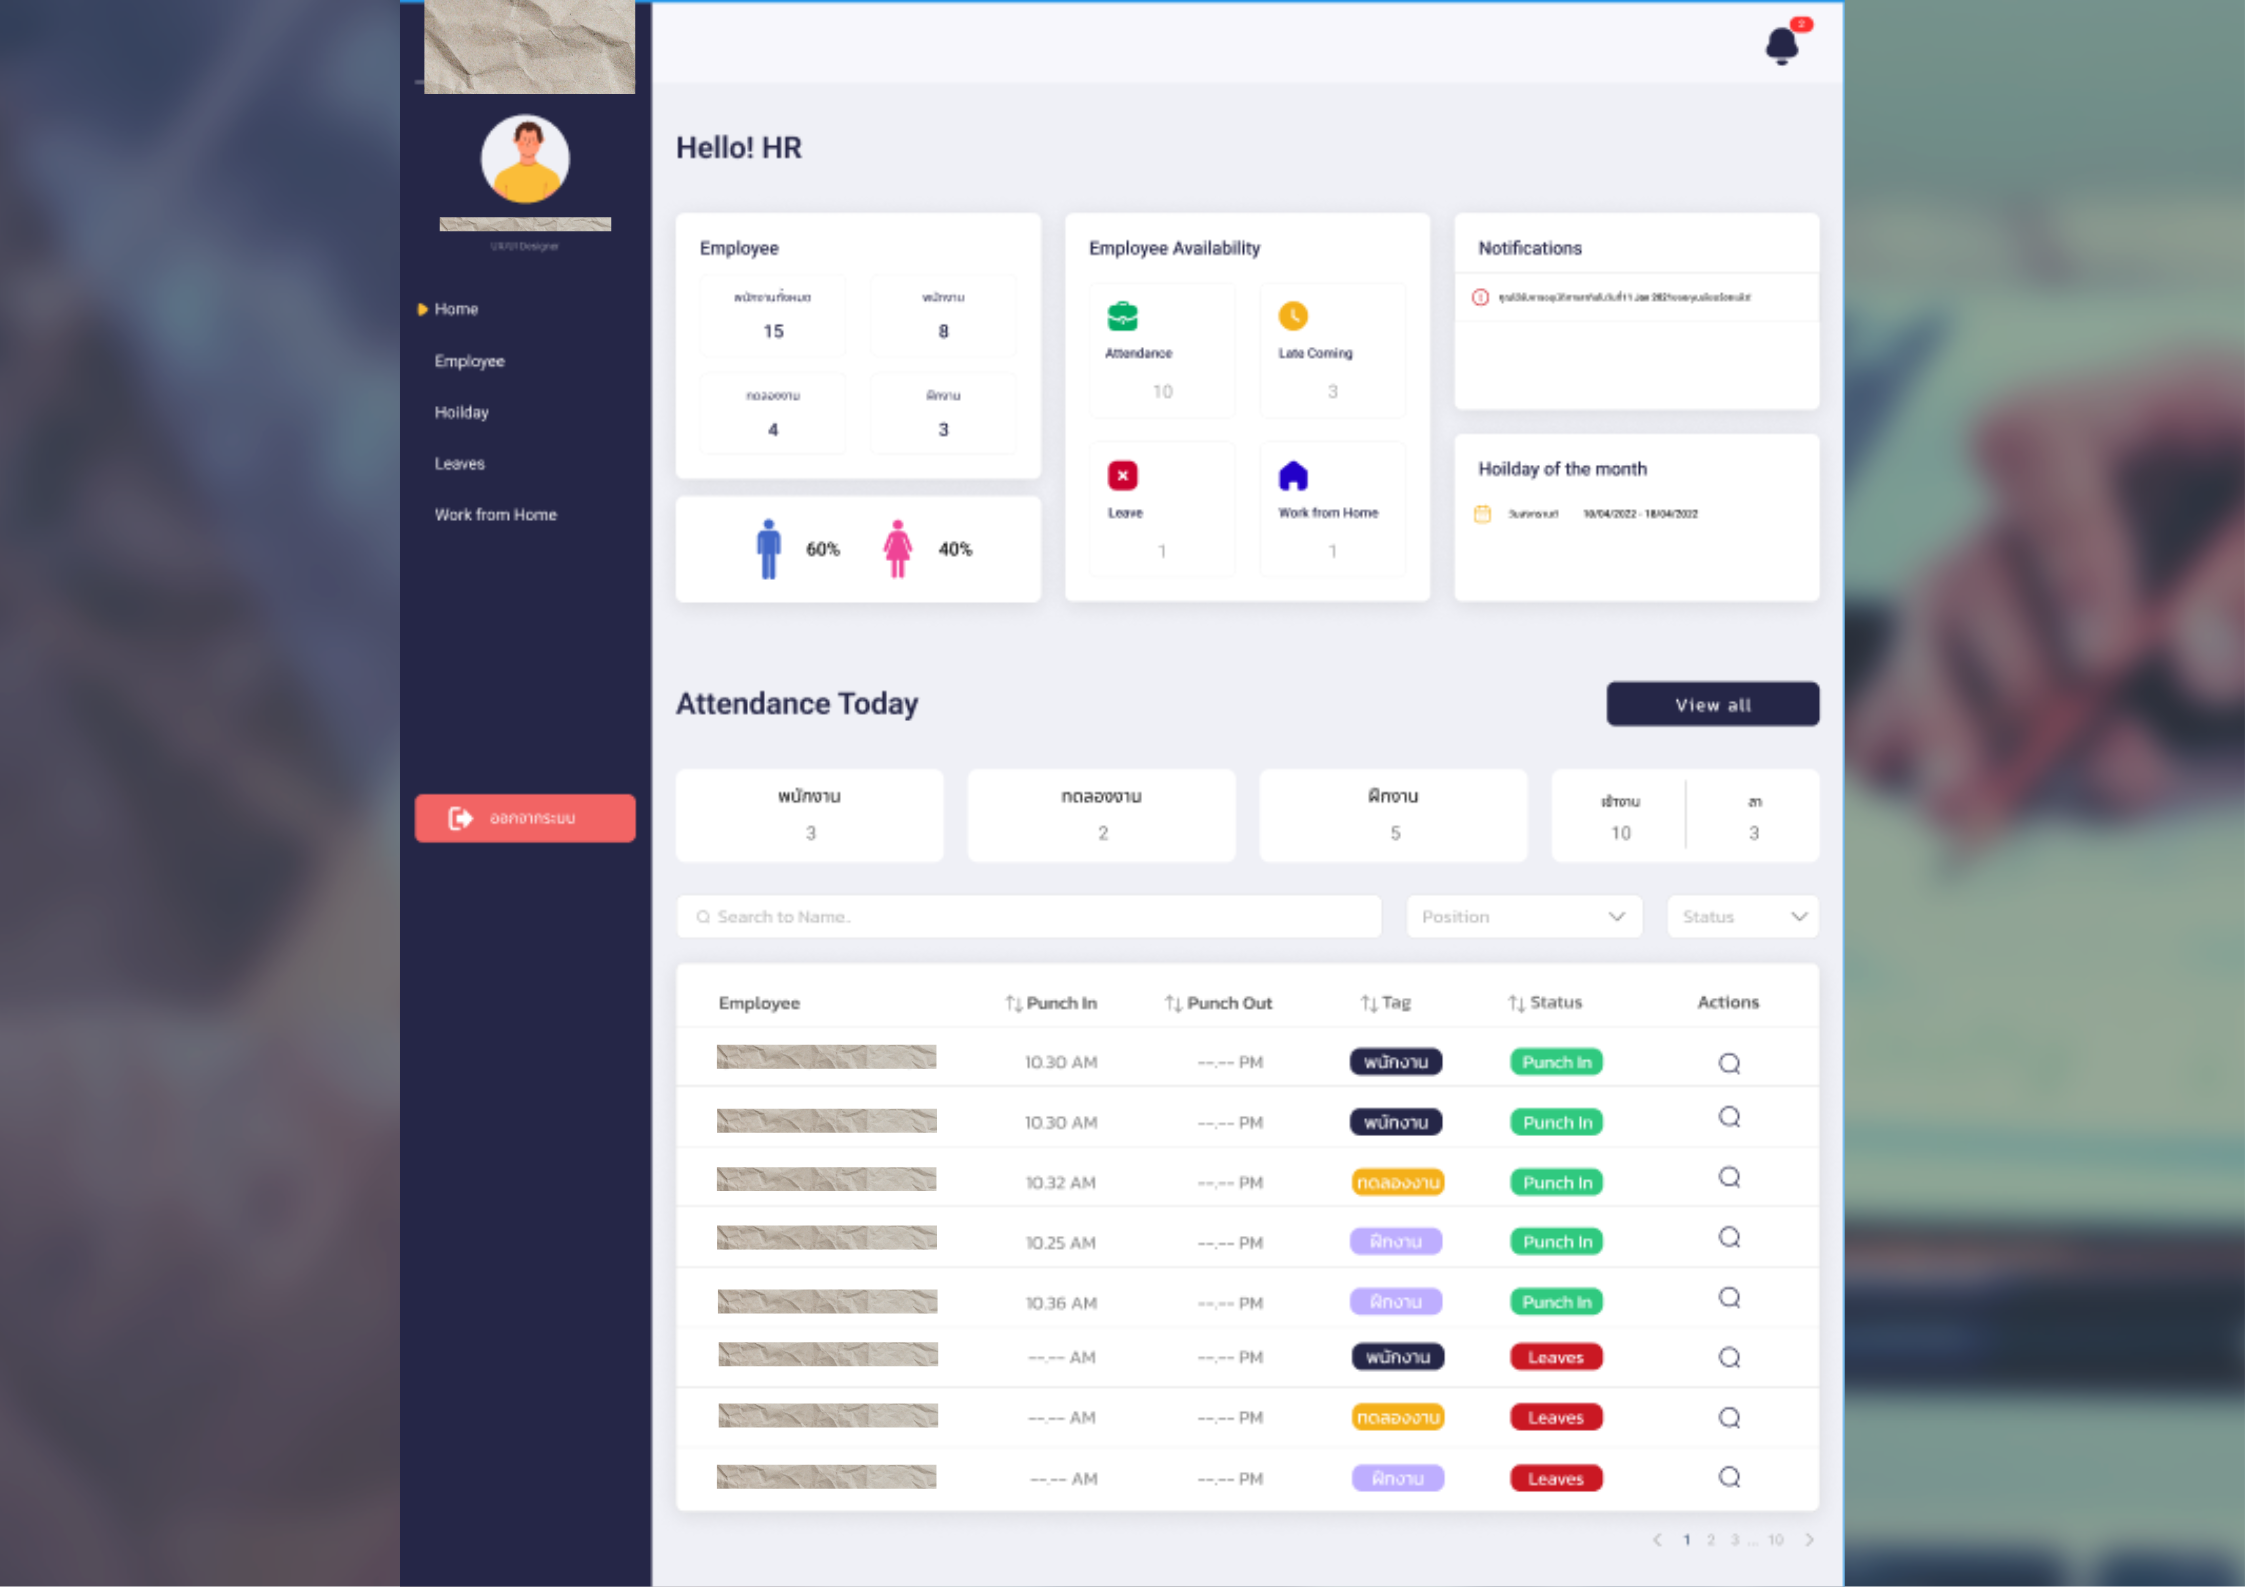 2
Hello! HR
UX/UI Designer
Home
Employee
Hoilday
Leaves
Work from Home
ออกจากระบบ
Employee
พนักงานทั้งหมด
15
พนักงาน
8
ทดลองงาน
4
ฝึกงาน
3
60%
40%
Employee Availability
Attendance
10
Late Coming
3
Leave
1
Work from Home
1
Notifications
Hoilday of the month
วันสงกรานต์ 10/04/2022 - 18/04/2022
Attendance Today
View all
พนักงาน
3
ทดลองงาน
2
ฝึกงาน
5
เข้างาน
10
ลา
3
Search to Name..
Position
Status
Employee Punch In Punch Out Tag Status Actions
10.30 AM --.-- PM พนักงาน Punch In
10.30 AM --.-- PM พนักงาน Punch In
10.32 AM --.-- PM ทดลองงาน Punch In
10.25 AM --.-- PM ฝึกงาน Punch In
10.36 AM --.-- PM ฝึกงาน Punch In
--.-- AM --.-- PM พนักงาน Leaves
--.-- AM --.-- PM ทดลองงาน Leaves
--.-- AM --.-- PM ฝึกงาน Leaves
1 2 3 ... 10